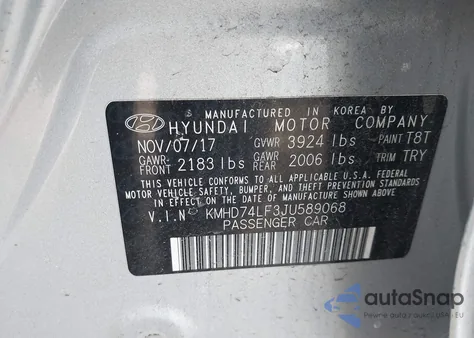 MANUFACTURED IN KOREA BY
HYUNDAI MOTOR COMPANY
NOV/07/17 GVWR 3924 lbs PAINT T8T
GAWR- 2183 lbs GAWR- 2006 lbs TRIM TRY
THIS VEHICLE CONFORMS TO ALL APPLICABLE U.S.A. FEDERAL
MOTOR VEHICLE SAFETY, BUMPER, AND THEFT PREVENTION STANDARDS
IN EFFECT ON THE DATE OF MANUFACTURE SHOWN ABOVE.
V.I.N KMHD74LF3JU589068
PASSENGER CAR
autoSnap